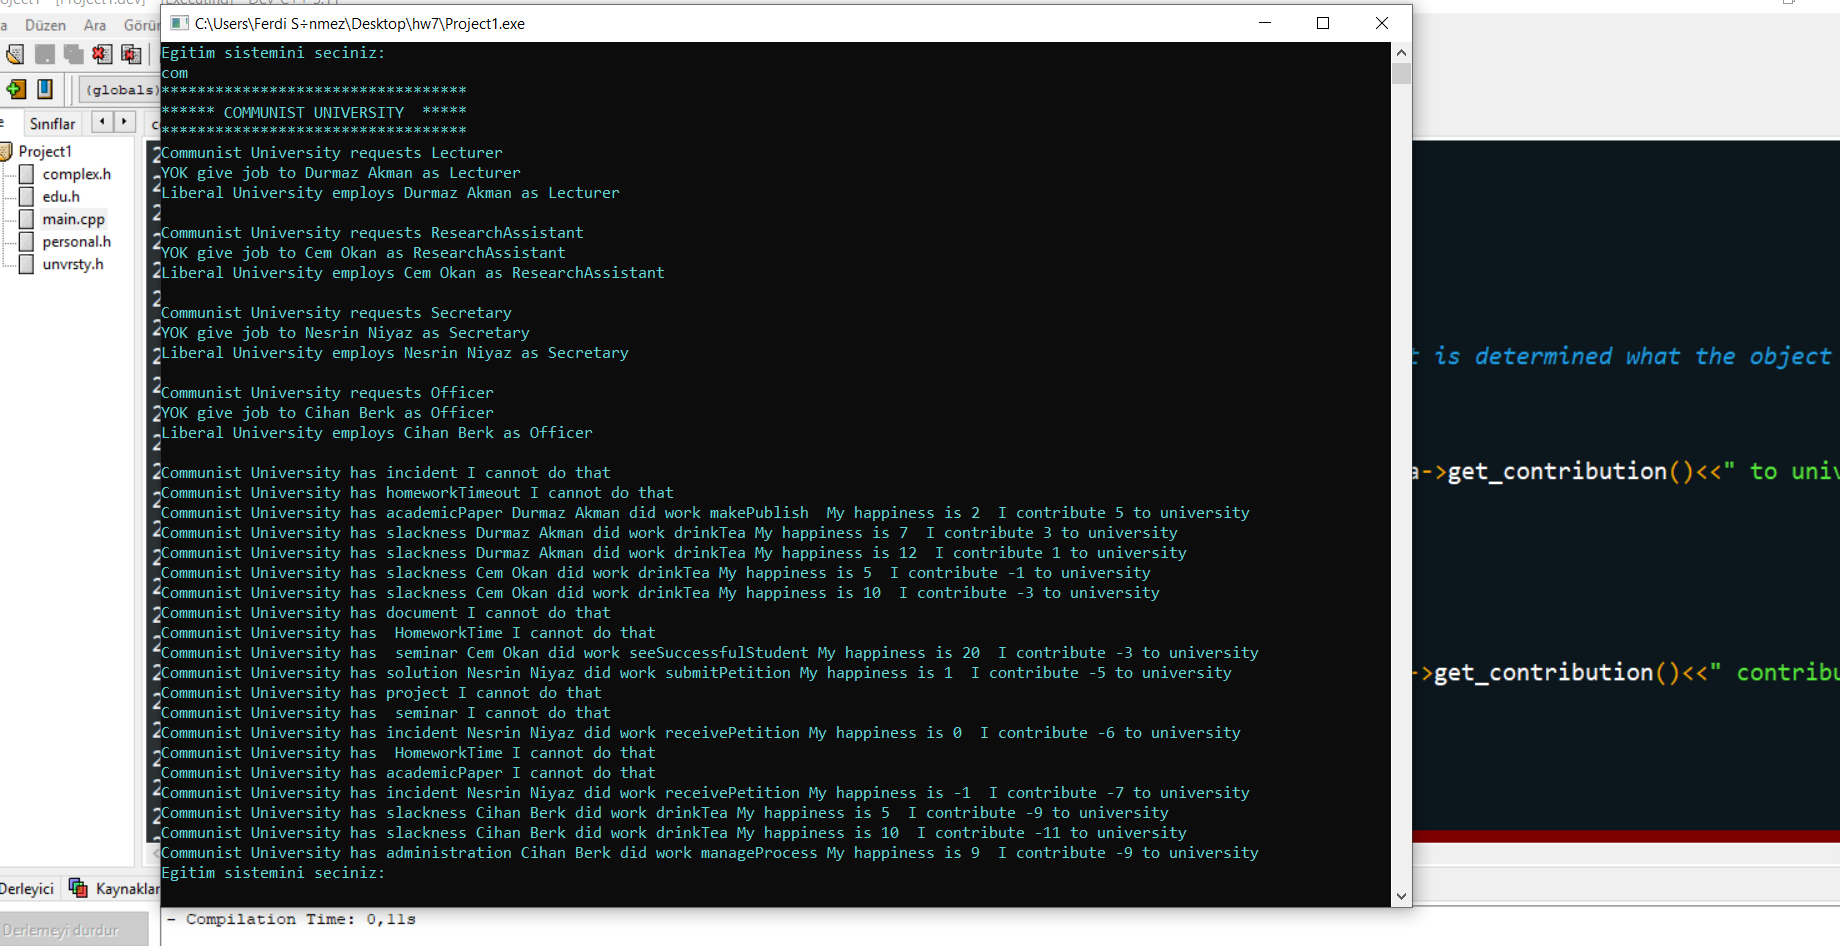 Düzen Ara Görün
C:\Users\Ferdi S÷nmez\Desktop\hw7\Project1.exe
(globals)
Sınıflar
Project1
complex.h
edu.h
main.cpp
personal.h
unvrsty.h
Egitim sistemini seciniz:
com
**********************************
****** COMMUNIST UNIVERSITY  *****
**********************************
Communist University requests Lecturer
YOK give job to Durmaz Akman as Lecturer
Liberal University employs Durmaz Akman as Lecturer
Communist University requests ResearchAssistant
YOK give job to Cem Okan as ResearchAssistant
Liberal University employs Cem Okan as ResearchAssistant
Communist University requests Secretary
YOK give job to Nesrin Niyaz as Secretary
Liberal University employs Nesrin Niyaz as Secretary
Communist University requests Officer
YOK give job to Cihan Berk as Officer
Liberal University employs Cihan Berk as Officer
Communist University has incident I cannot do that
Communist University has homeworkTimeout I cannot do that
Communist University has academicPaper Durmaz Akman did work makePublish  My happiness is 2  I contribute 5 to university
Communist University has slackness Durmaz Akman did work drinkTea My happiness is 7  I contribute 3 to university
Communist University has slackness Durmaz Akman did work drinkTea My happiness is 12  I contribute 1 to university
Communist University has slackness Cem Okan did work drinkTea My happiness is 5  I contribute -1 to university
Communist University has slackness Cem Okan did work drinkTea My happiness is 10  I contribute -3 to university
Communist University has document I cannot do that
Communist University has  HomeworkTime I cannot do that
Communist University has  seminar Cem Okan did work seeSuccessfulStudent My happiness is 20  I contribute -3 to university
Communist University has solution Nesrin Niyaz did work submitPetition My happiness is 1  I contribute -5 to university
Communist University has project I cannot do that
Communist University has  seminar I cannot do that
Communist University has incident Nesrin Niyaz did work receivePetition My happiness is 0  I contribute -6 to university
Communist University has  HomeworkTime I cannot do that
Communist University has academicPaper I cannot do that
Communist University has incident Nesrin Niyaz did work receivePetition My happiness is -1  I contribute -7 to university
Communist University has slackness Cihan Berk did work drinkTea My happiness is 5  I contribute -9 to university
Communist University has slackness Cihan Berk did work drinkTea My happiness is 10  I contribute -11 to university
Communist University has administration Cihan Berk did work manageProcess My happiness is 9  I contribute -9 to university
Egitim sistemini seciniz:
t is determined what the object
a->get_contribution()<<" to univ
->get_contribution()<<" contribu
Derleyici Kaynaklar
Derlemeyi durdur
- Compilation Time: 0,11s